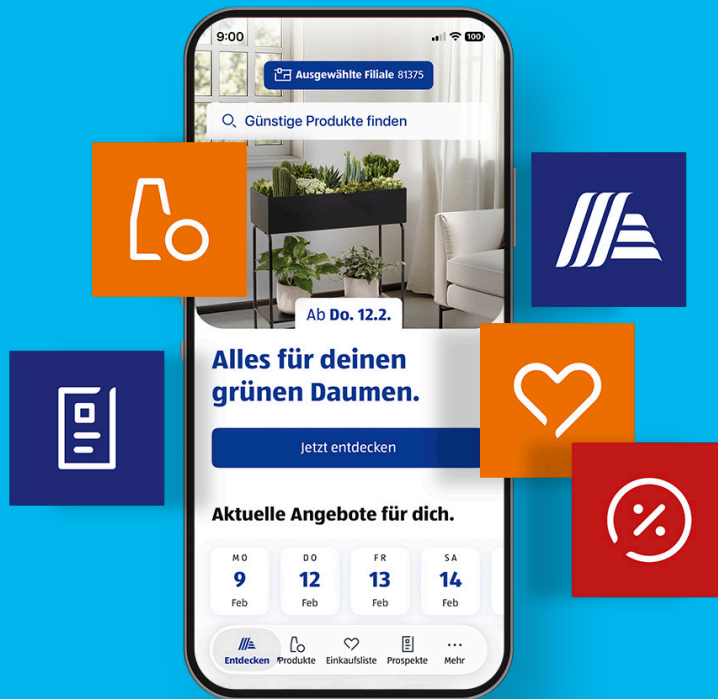 9:00
100
Ausgewählte Filiale 81375
Günstige Produkte finden
Ab Do. 12.2.
Alles für deinen
grünen Daumen.
Jetzt entdecken
Aktuelle Angebote für dich.
MO DO FR SA
9 12 13 14
Feb Feb Feb Feb
Entdecken Produkte Einkaufsliste Prospekte Mehr